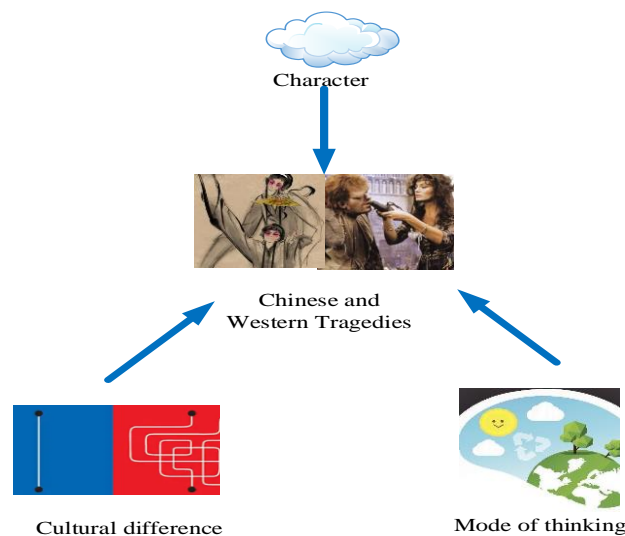 Character
Chinese and
Western Tragedies
Cultural difference
Mode of thinking